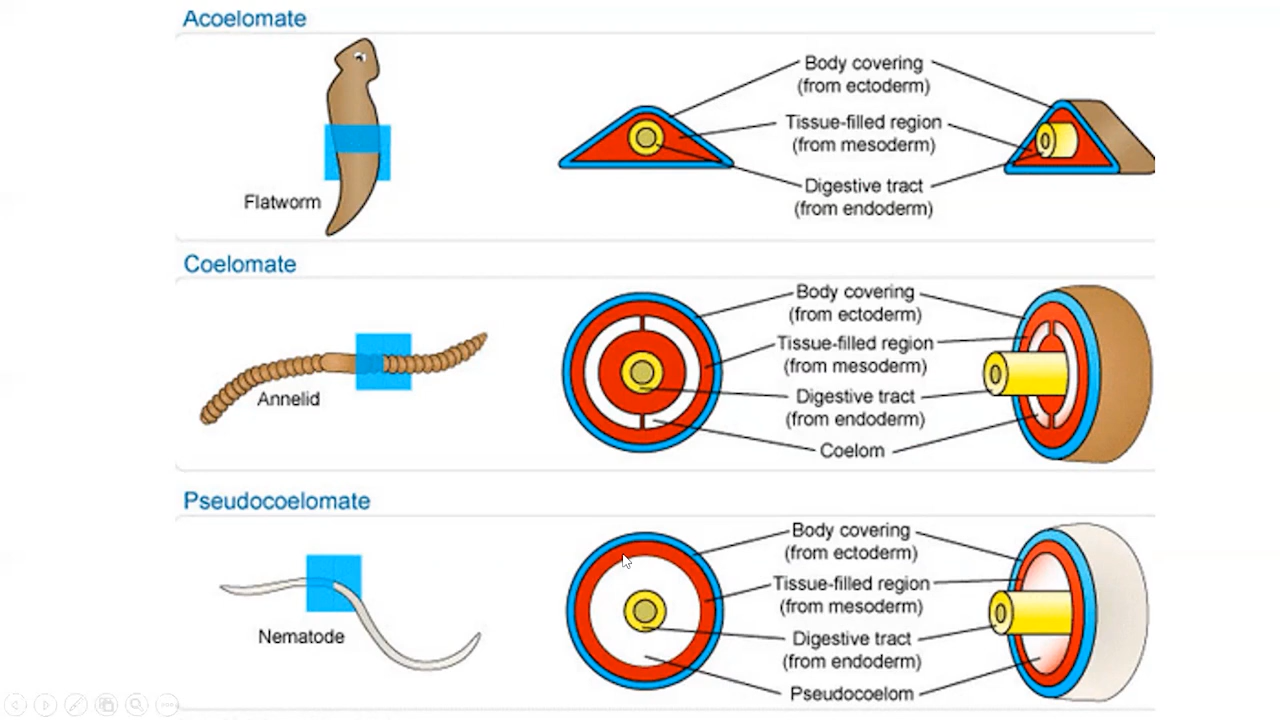 Acoelomate
Body covering
(from ectoderm)
Tissue-filled region
(from mesoderm)
Digestive tract
(from endoderm)
Flatworm
Coelomate
Body covering
(from ectoderm)
Tissue-filled region
(from mesoderm)
Digestive tract
(from endoderm)
Coelom
Annelid
Pseudocoelomate
Body covering
(from ectoderm)
Tissue-filled region
(from mesoderm)
Digestive tract
(from endoderm)
Pseudocoelom
Nematode